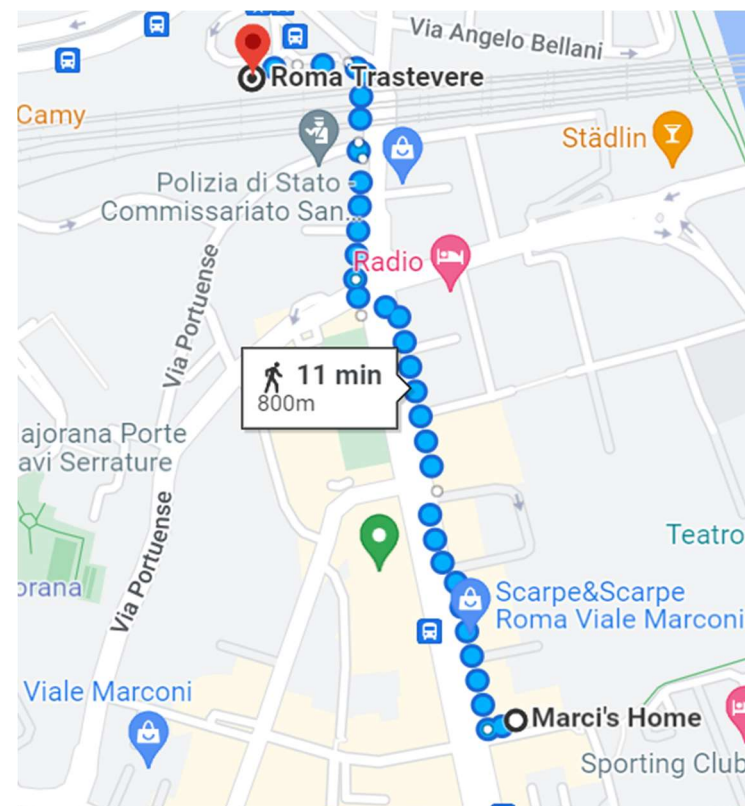 Via Angelo Bellani
Roma Trastevere
Camy
Städlin
Polizia di Stato -
Commissariato San...
Radio
Via Portuense
11 min
800m
ajorana Porte
avi Serrature
Via Portuense
Teatro
orana
Scarpe&Scarpe
Roma Viale Marconi
Viale Marconi
Marci's Home
Sporting Club